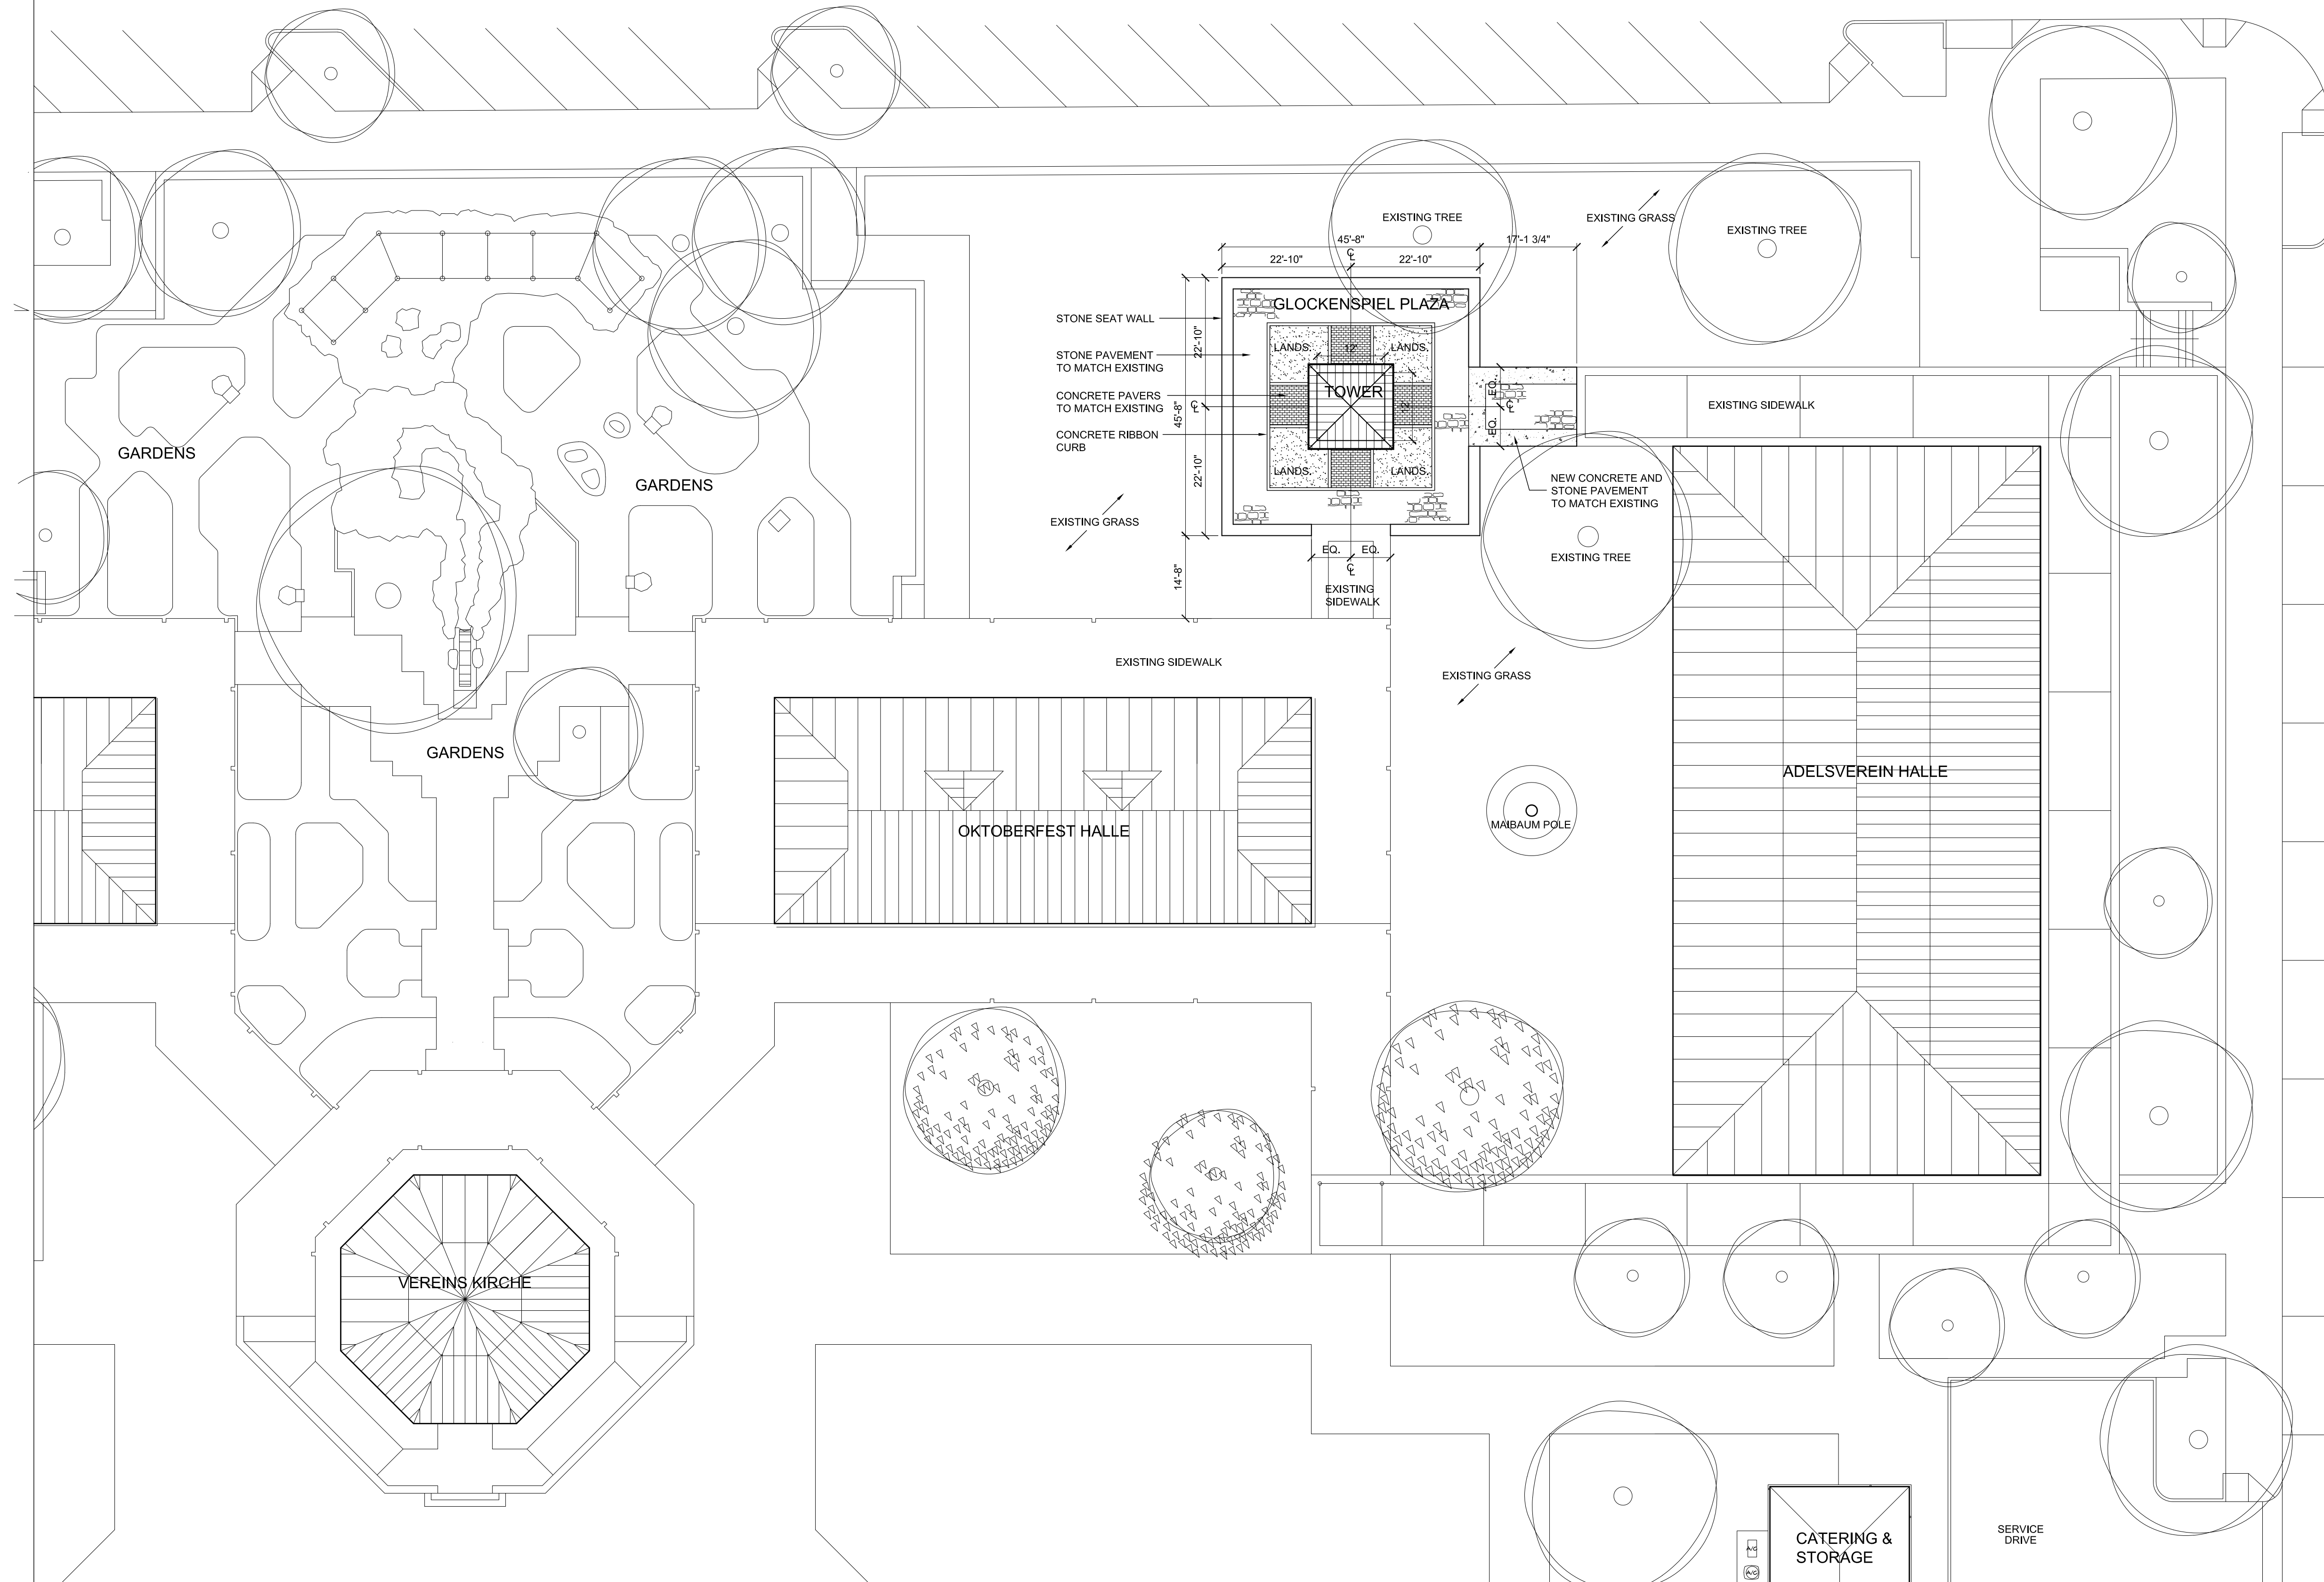 EXISTING TREE
EXISTING GRASS
EXISTING TREE
45'-8"
17'-1 3/4"
22'-10"
22'-10"
GLOCKENSPIEL PLAZA
STONE SEAT WALL
STONE PAVEMENT
TO MATCH EXISTING
CONCRETE PAVERS
TO MATCH EXISTING
CONCRETE RIBBON
CURB
22'-10"
45'-8"
22'-10"
14'-8"
LANDS.
12'
LANDS.
TOWER
12'
LANDS.
LANDS.
EQ.
EQ.
EXISTING SIDEWALK
NEW CONCRETE AND
STONE PAVEMENT
TO MATCH EXISTING
EXISTING TREE
GARDENS
GARDENS
EXISTING GRASS
EQ.
EQ.
EXISTING
SIDEWALK
EXISTING SIDEWALK
EXISTING GRASS
GARDENS
ADELSVEREIN HALLE
OKTOBERFEST HALLE
MAIBAUM POLE
VEREINS KIRCHE
CATERING &
STORAGE
SERVICE
DRIVE
A/C
A/C